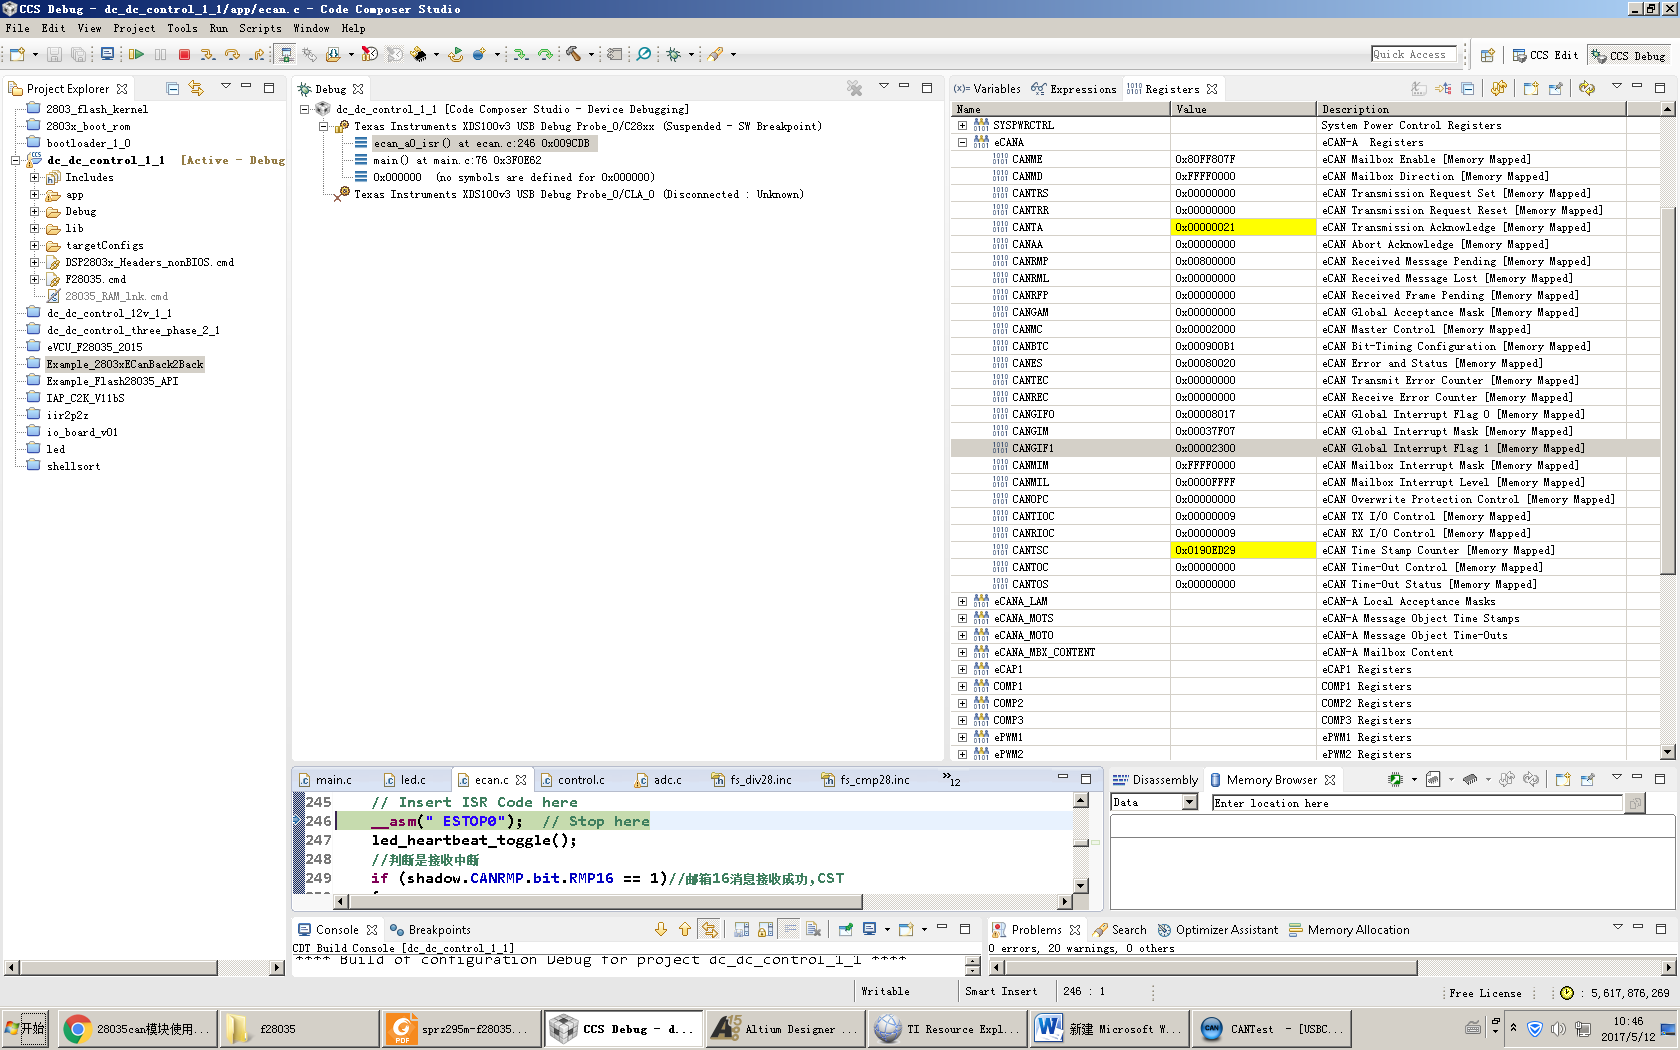 CCS Debug - dc_dc_control_1_1/app/ecan.c - Code Composer Studio
File Edit View Project Tools Run Scripts Window Help
Quick Access
CCS Edit
CCS Debug
Project Explorer
2803_flash_kernel
2803x_boot_rom
bootloader_1_0
dc_dc_control_1_1 [Active - Debug
Includes
app
Debug
lib
targetConfigs
DSP2803x_Headers_nonBIOS.cmd
F28035.cmd
28035_RAM_lnk.cmd
dc_dc_control_12v_1_1
dc_dc_control_three_phase_2_1
eVCU_F28035_2015
Example_2803xECanBack2Back
Example_Flash28035_API
IAP_C2K_V11bS
iir2p2z
io_board_v01
led
shellsort
Debug
dc_dc_control_1_1 [Code Composer Studio - Device Debugging]
Texas Instruments XDS100v3 USB Debug Probe_0/C28xx (Suspended - SW Breakpoint)
ecan_a0_isr() at ecan.c:246 0x009CDB
main() at main.c:76 0x3F0E62
0x000000 (no symbols are defined for 0x000000)
Texas Instruments XDS100v3 USB Debug Probe_0/CLA_0 (Disconnected : Unknown)
(x)= Variables
Expressions
Registers
Name Value Description
SYSPWRCTRL System Power Control Registers
eCANA eCAN-A Registers
CANME 0x80FF807F eCAN Mailbox Enable [Memory Mapped]
CANMD 0xFFFF0000 eCAN Mailbox Direction [Memory Mapped]
CANTRS 0x00000000 eCAN Transmission Request Set [Memory Mapped]
CANTRR 0x00000000 eCAN Transmission Request Reset [Memory Mapped]
CANTA 0x00000021 eCAN Transmission Acknowledge [Memory Mapped]
CANAA 0x00000000 eCAN Abort Acknowledge [Memory Mapped]
CANRMP 0x00800000 eCAN Received Message Pending [Memory Mapped]
CANRML 0x00000000 eCAN Received Message Lost [Memory Mapped]
CANRFP 0x00000000 eCAN Received Frame Pending [Memory Mapped]
CANGAM 0x00000000 eCAN Global Acceptance Mask [Memory Mapped]
CANMC 0x00002000 eCAN Master Control [Memory Mapped]
CANBTC 0x000900B1 eCAN Bit-Timing Configuration [Memory Mapped]
CANES 0x00080020 eCAN Error and Status [Memory Mapped]
CANTEC 0x00000000 eCAN Transmit Error Counter [Memory Mapped]
CANREC 0x00000000 eCAN Receive Error Counter [Memory Mapped]
CANGIF0 0x00008017 eCAN Global Interrupt Flag 0 [Memory Mapped]
CANGIM 0x00037F07 eCAN Global Interrupt Mask [Memory Mapped]
CANGIF1 0x00002300 eCAN Global Interrupt Flag 1 [Memory Mapped]
CANMIM 0xFFFF0000 eCAN Mailbox Interrupt Mask [Memory Mapped]
CANMIL 0x0000FFFF eCAN Mailbox Interrupt Level [Memory Mapped]
CANOPC 0x00000000 eCAN Overwrite Protection Control [Memory Mapped]
CANTIOC 0x00000009 eCAN TX I/O Control [Memory Mapped]
CANRIOC 0x00000009 eCAN RX I/O Control [Memory Mapped]
CANTSC 0x0190ED29 eCAN Time Stamp Counter [Memory Mapped]
CANTOC 0x00000000 eCAN Time-Out Control [Memory Mapped]
CANTOS 0x00000000 eCAN Time-Out Status [Memory Mapped]
eCANA_LAM eCAN-A Local Acceptance Masks
eCANA_MOTS eCAN-A Message Object Time Stamps
eCANA_MOTO eCAN-A Message Object Time-Outs
eCANA_MBX_CONTENT eCAN-A Mailbox Content
eCAP1 eCAP1 Registers
COMP1 COMP1 Registers
COMP2 COMP2 Registers
COMP3 COMP3 Registers
ePWM1 ePWM1 Registers
ePWM2 ePWM2 Registers
main.c led.c ecan.c control.c adc.c fs_div28.inc fs_cmp28.inc »12
245 // Insert ISR Code here
246 __asm(" ESTOP0"); // Stop here
247 led_heartbeat_toggle();
248 //判断是接收中断
249 if (shadow.CANRMP.bit.RMP16 == 1)//邮箱16消息接收成功,CST
Disassembly
Memory Browser
Data
Enter location here
Console
Breakpoints
CDT Build Console [dc_dc_control_1_1]
**** Build of configuration Debug for project dc_dc_control_1_1 ****
Problems
Search
Optimizer Assistant
Memory Allocation
0 errors, 20 warnings, 0 others
Writable Smart Insert 246 : 1 Free License : 5,617,876,269
开始
28035can模块使用...
f28035
sprz295m-f28035...
CCS Debug - d...
Altium Designer ...
TI Resource Expl...
新建 Microsoft W...
CANTest - [USBC...
10:46
2017/5/12